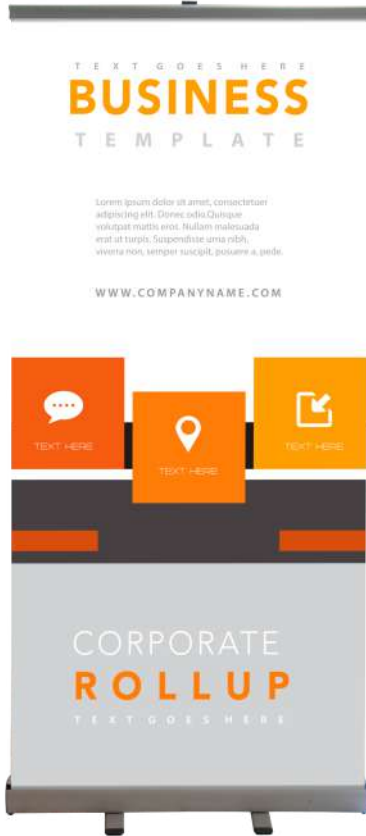 TEXT GOES HERE
BUSINESS
TEMPLATE
Lorem ipsum dolor sit amet, consectetuer
adipiscing elit. Donec odio.Quisque
volutpat mattis eros. Nullam malesuada
erat ut turpis. Suspendisse urna nibh,
viverra non, semper suscipit, posuere a, pede.
WWW.COMPANYNAME.COM
TEXT HERE
TEXT HERE
TEXT HERE
CORPORATE
ROLLUP
TEXT GOES HERE